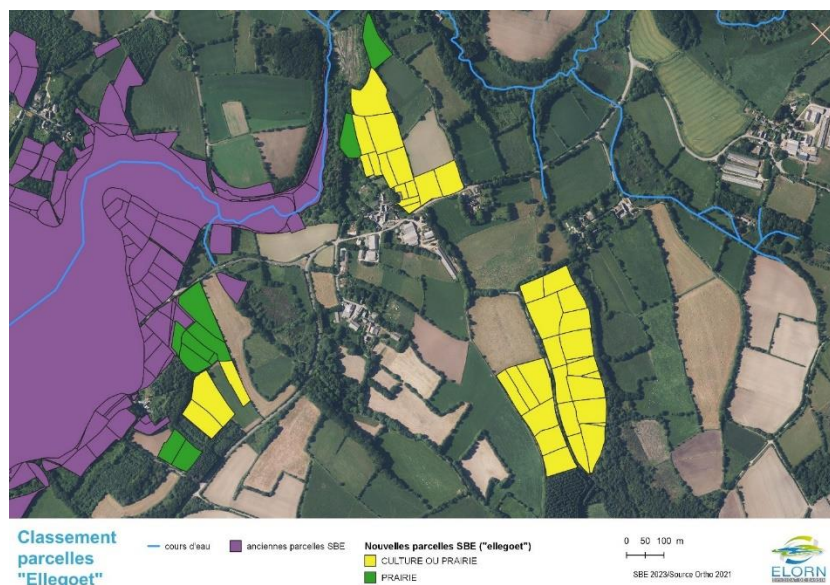 Classement
parcelles
"Ellegoet"
cours d'eau
anciennes parcelles SBE
Nouvelles parcelles SBE ("ellegoet")
CULTURE OU PRAIRIE
PRAIRIE
0 50 100 m
SBE 2023/Source Ortho 2021
ELORN